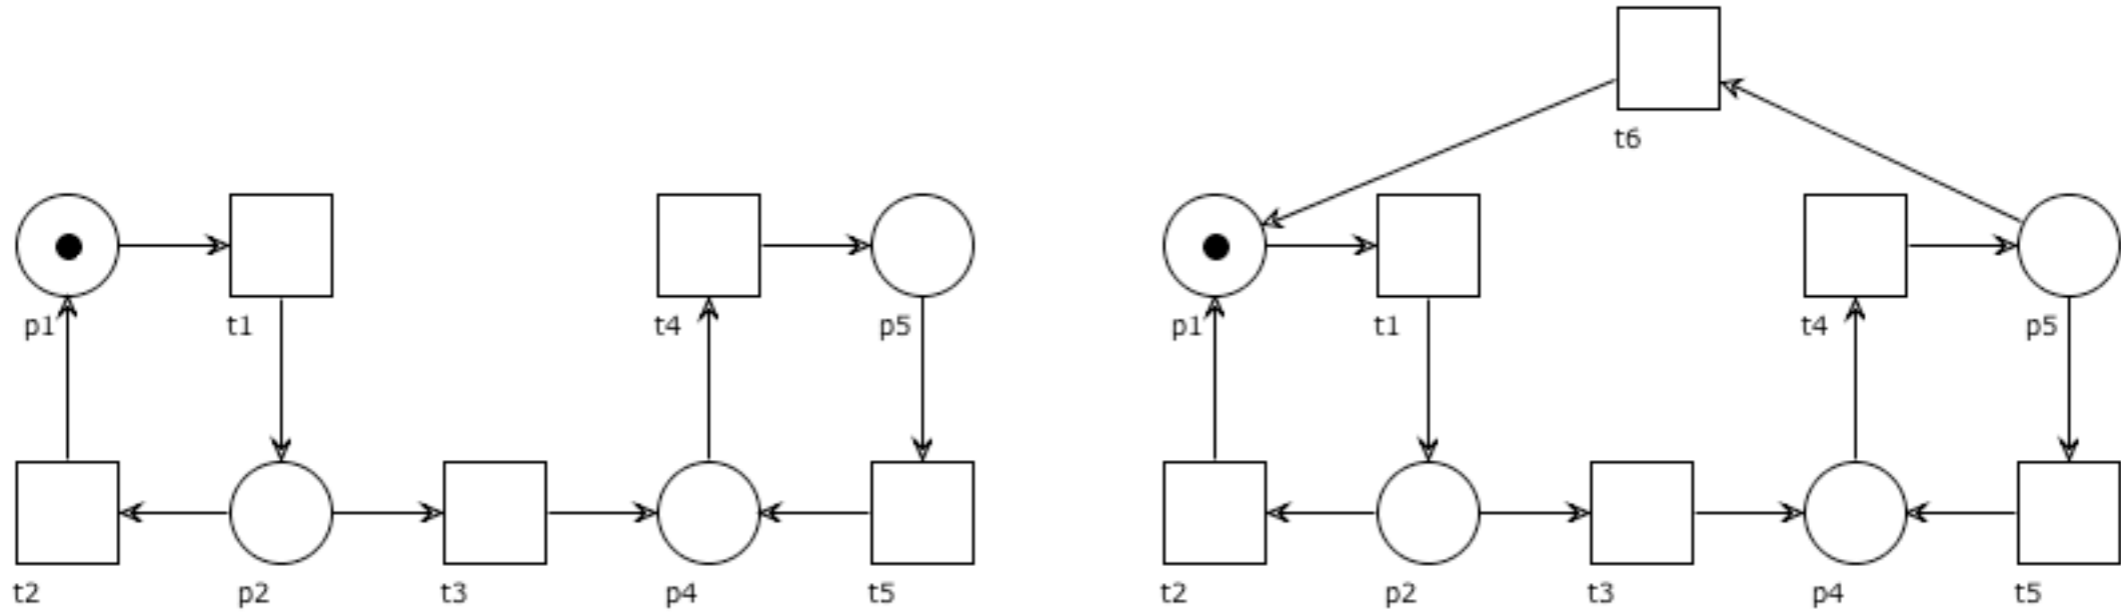 t6
p1 t1 t4 p5 p1 t1 t4 p5
t2 p2 t3 p4 t5 t2 p2 t3 p4 t5